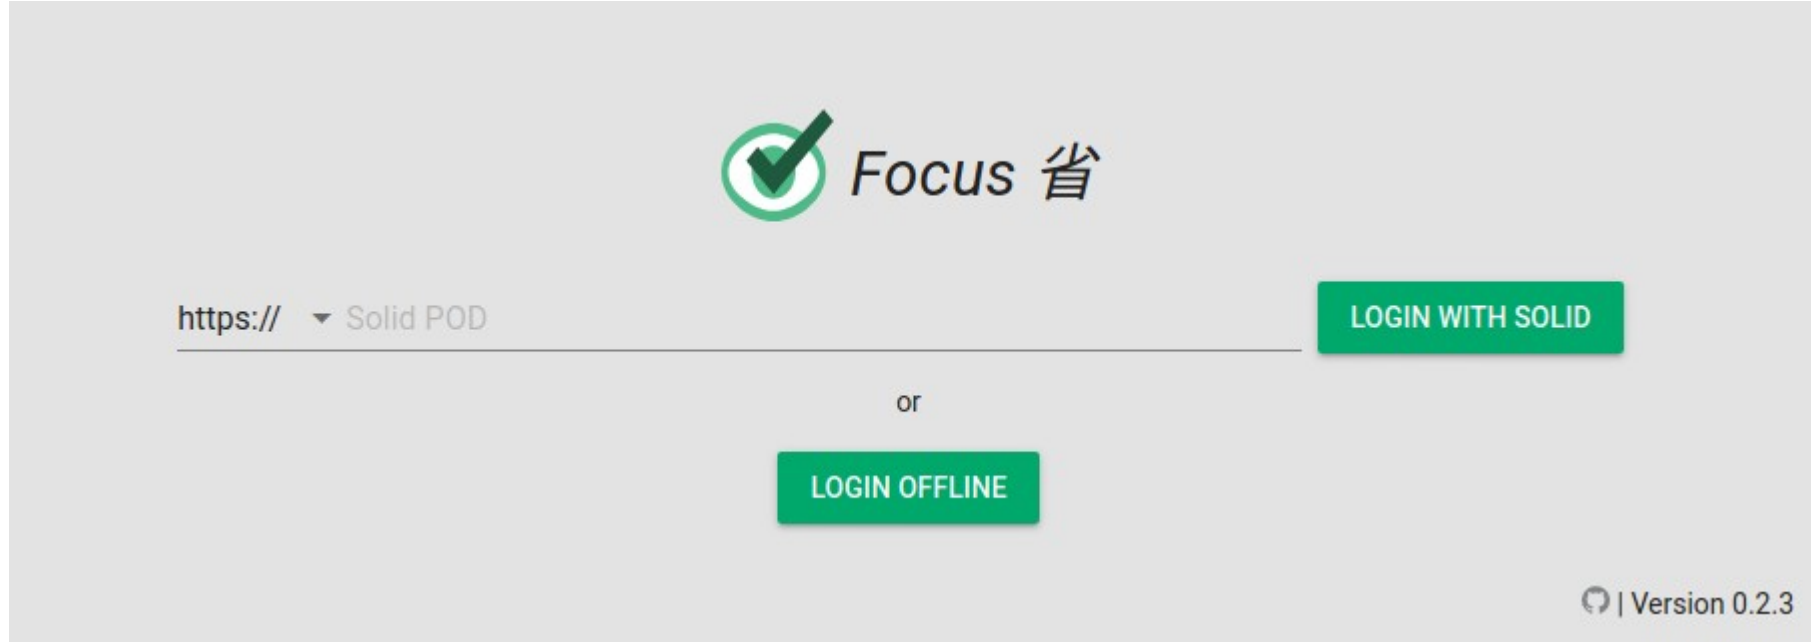 Focus 省
https:// Solid POD LOGIN WITH SOLID
or
LOGIN OFFLINE
| Version 0.2.3